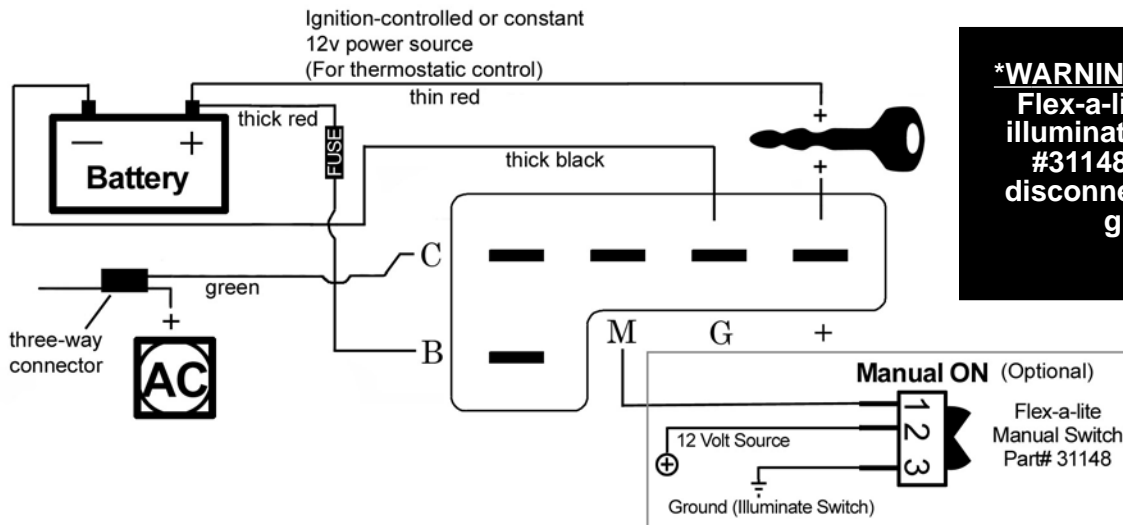 Ignition-controlled or constant
12v power source
(For thermostatic control)
thin red
thick red
FUSE
thick black
− +
Battery
+
+
*WARNIN
Flex-a-li
illuminat
#31148
disconne
g
C
green
three-way
connector
+
AC
B
M G +
Manual ON (Optional)
1
2
3
12 Volt Source
+
Ground (Illuminate Switch)
Flex-a-lite
Manual Switch
Part# 31148